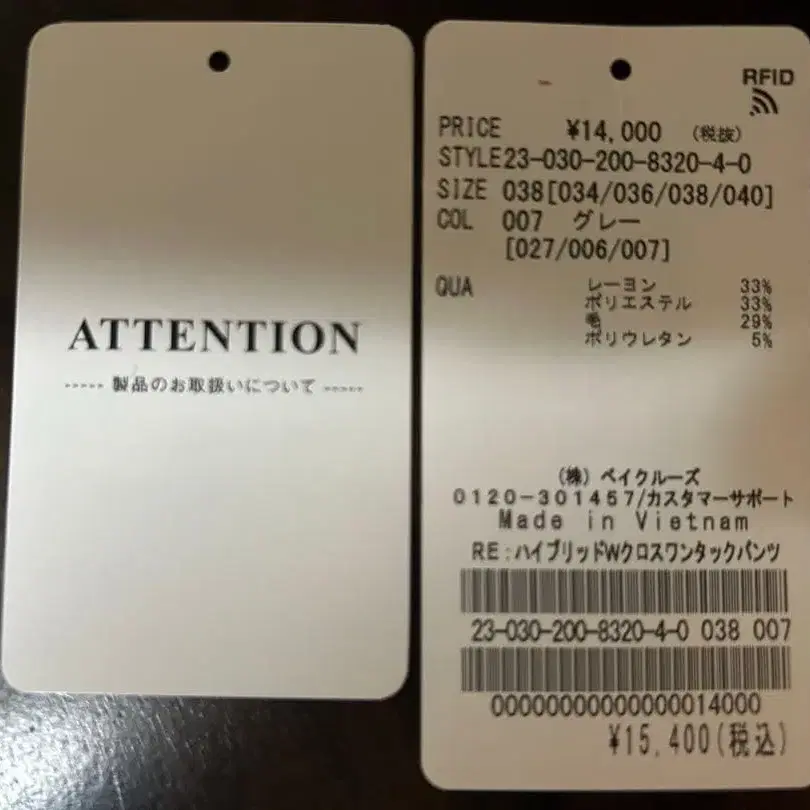 ATTENTION
----- 製品のお取扱いについて -----
RFID
PRICE ¥14,000 (税抜)
STYLE23-030-200-8320-4-0
SIZE 038[034/036/038/040]
COL 007 グレー
[027/006/007]
QUA レーヨン 33%
ポリエステル 33%
毛 29%
ポリウレタン 5%
(株) ベイクルーズ
0120-301457/カスタマーサポート
Made in Vietnam
RE:ハイブリッドWクロスワンタックパンツ
23-030-200-8320-4-0 038 007
00000000000000014000
¥15,400(税込)